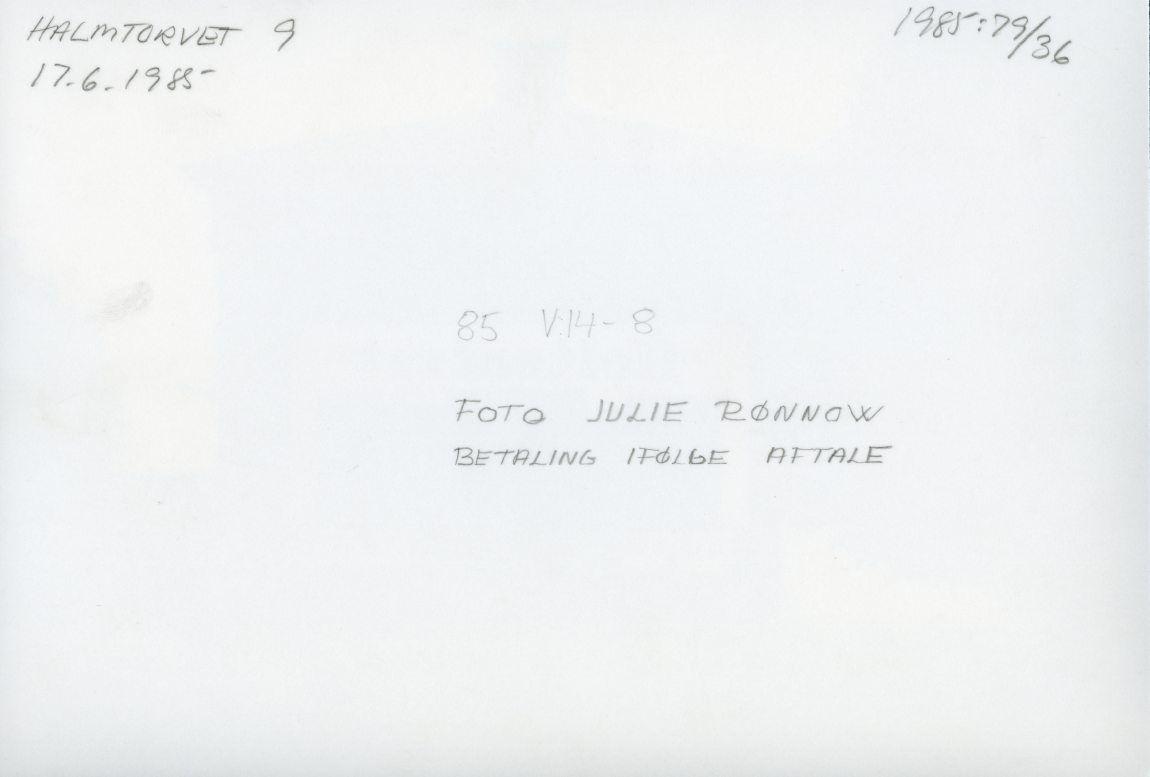 HALMTORVET 9
17.6.1985
1985:79/36
85 V.14-8
FOTO JULIE RØNNOW
BETALING IFØLGE AFTALE